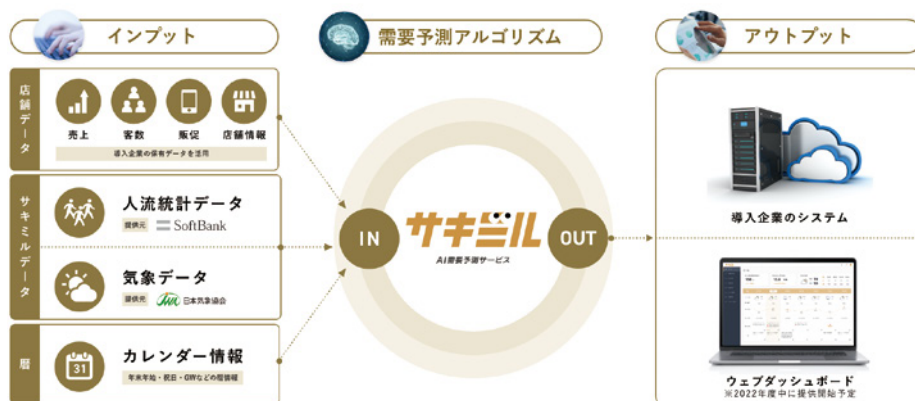 インプット
需要予測アルゴリズム
アウトプット
店舗データ
売上
客数
販促
店舗情報
導入企業の保有データを活用
サキミルデータ
人流統計データ
提供元
SoftBank
気象データ
提供元
日本気象協会
暦
31
カレンダー情報
年末年始・祝日・GWなどの暦情報
IN
サキミル
AI需要予測サービス
OUT
導入企業のシステム
ウェブダッシュボード
※2022年度中に提供開始予定